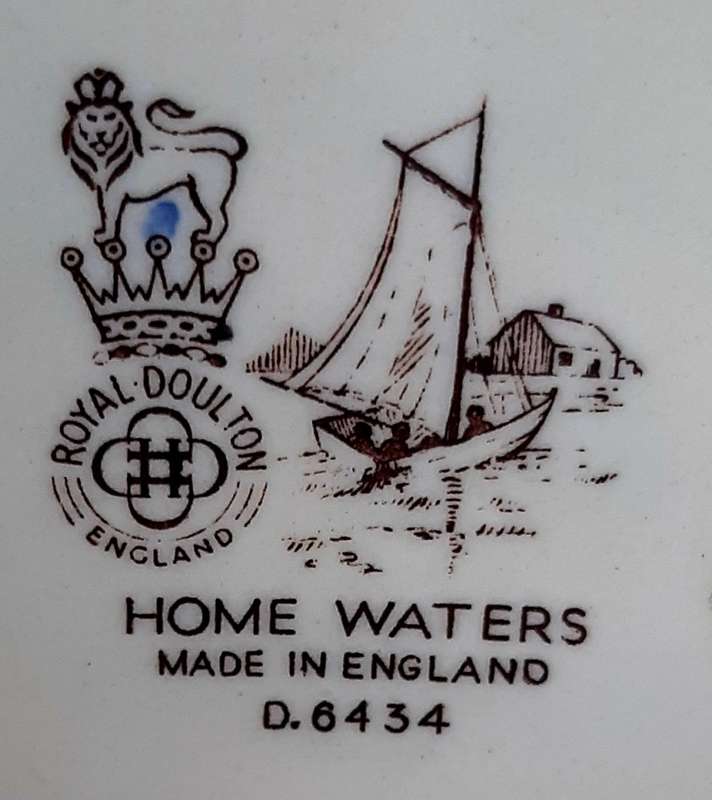 ROYAL·DOULTON
ENGLAND
HOME WATERS
MADE IN ENGLAND
D.6434